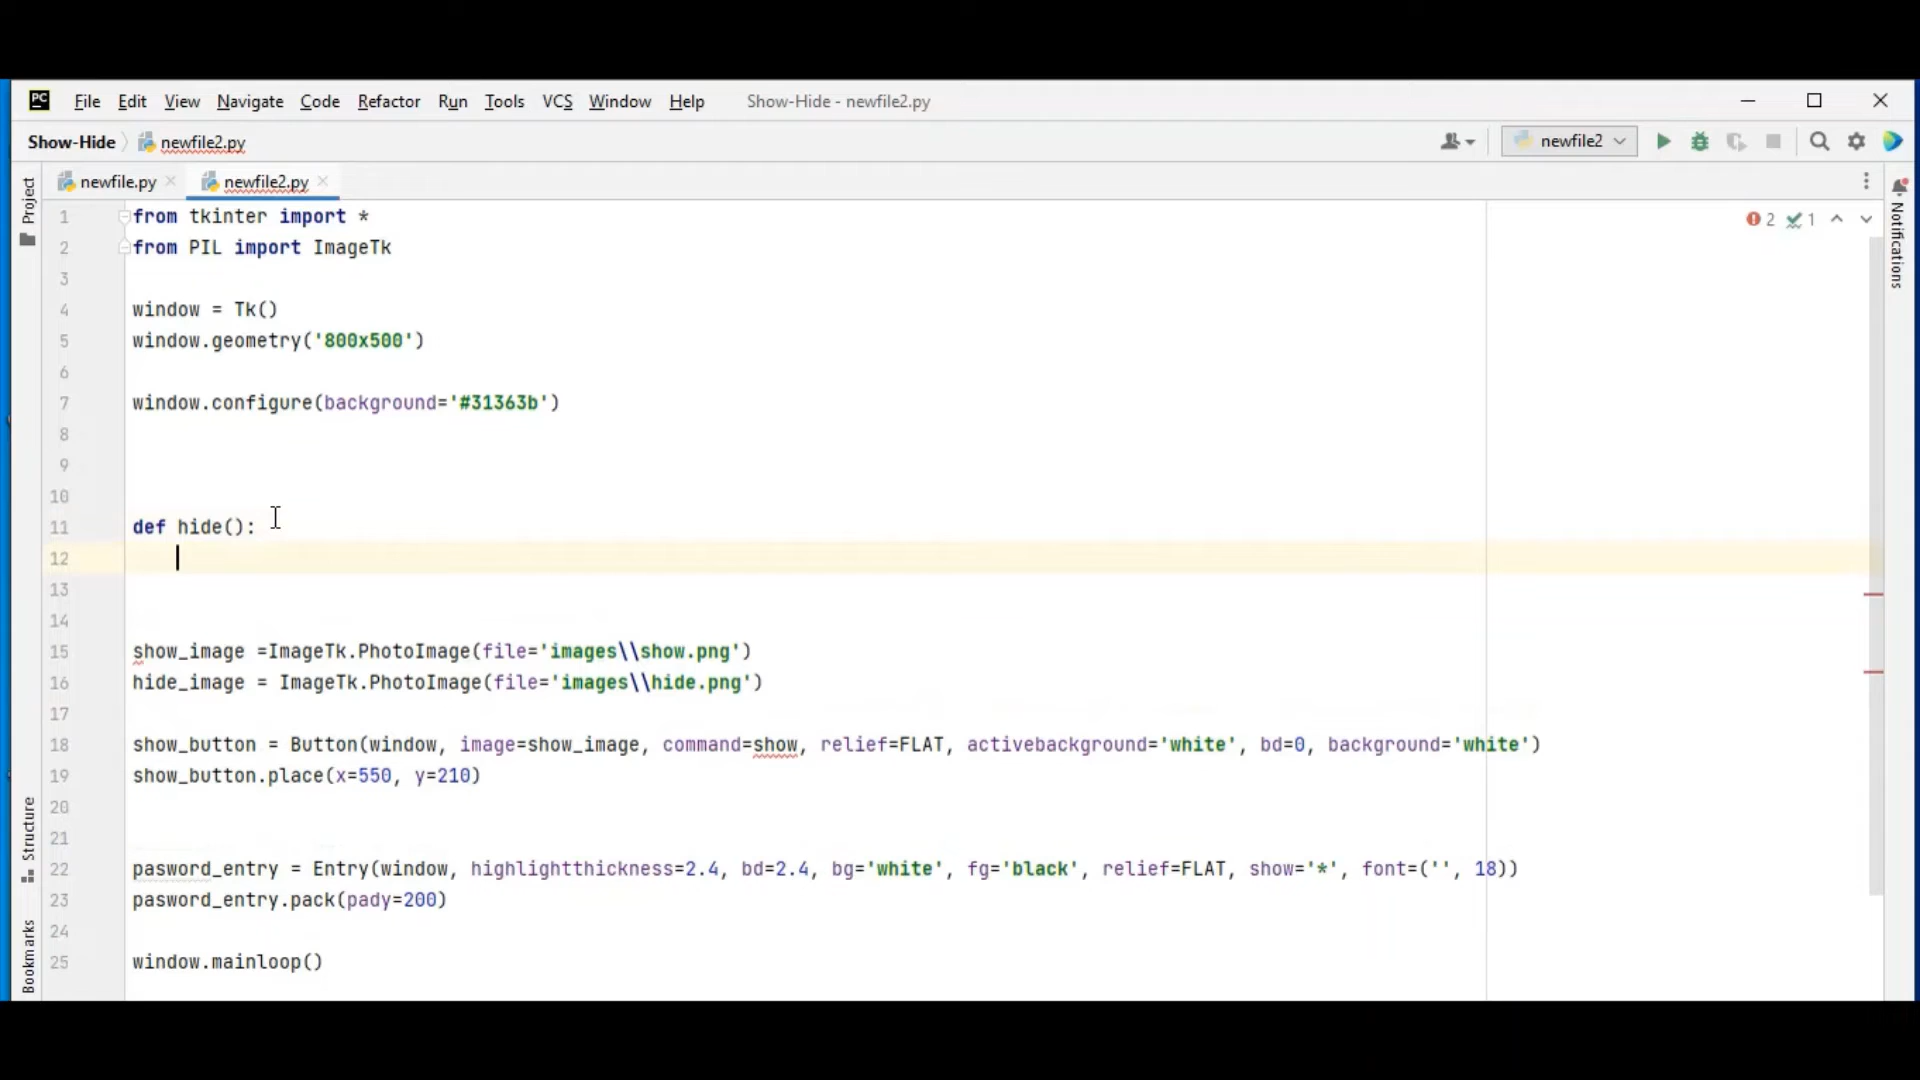 PC File Edit View Navigate Code Refactor Run Tools VCS Window Help Show-Hide - newfile2.py
Show-Hide newfile2.py newfile2
newfile.py newfile2.py
Project
Structure
Bookmarks
Notifications
2 1
1 from tkinter import *
2 from PIL import ImageTk
3
4 window = Tk()
5 window.geometry('800x500')
6
7 window.configure(background='#31363b')
8
9
10
11 def hide():
12
13
14
15 show_image =ImageTk.PhotoImage(file='images\\show.png')
16 hide_image = ImageTk.PhotoImage(file='images\\hide.png')
17
18 show_button = Button(window, image=show_image, command=show, relief=FLAT, activebackground='white', bd=0, background='white')
19 show_button.place(x=550, y=210)
20
21
22 pasword_entry = Entry(window, highlightthickness=2.4, bd=2.4, bg='white', fg='black', relief=FLAT, show='*', font=('', 18))
23 pasword_entry.pack(pady=200)
24
25 window.mainloop()